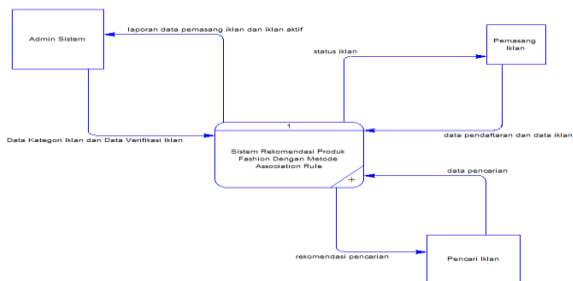 laporan data pemasang iklan dan iklan aktif
Admin Sistem
Pemasang
Iklan
status iklan
1
Data Kategori Iklan dan Data Verifikasi Iklan
data pendaftaran dan data iklan
Sistem Rekomendasi Produk
Fashion Dengan Metode
Association Rule
+
data pencarian
rekomendasi pencarian
Pencari Iklan